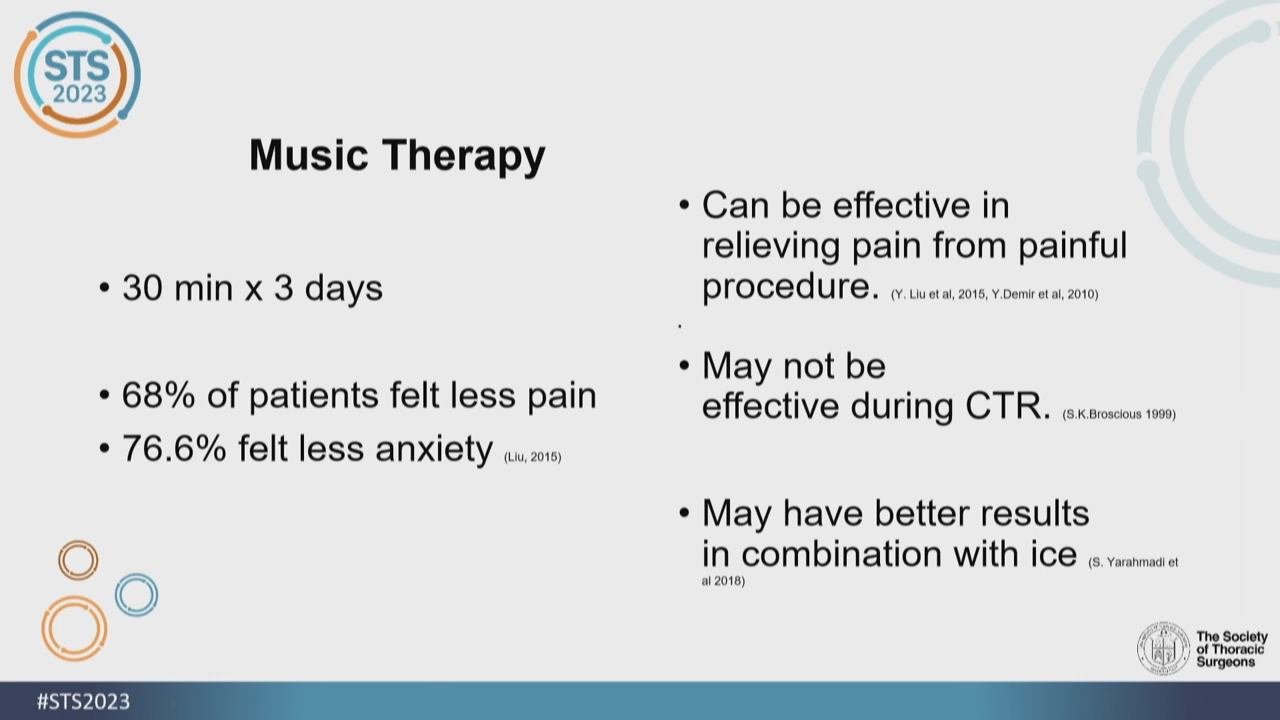 STS
2023
Music Therapy
• 30 min x 3 days
• 68% of patients felt less pain
• 76.6% felt less anxiety (Liu, 2015)
• Can be effective in
relieving pain from painful
procedure. (Y. Liu et al, 2015, Y.Demir et al, 2010)
.
• May not be
effective during CTR. (S.K.Broscious 1999)
• May have better results
in combination with ice (S. Yarahmadi et
al 2018)
The Society
of Thoracic
Surgeons
#STS2023